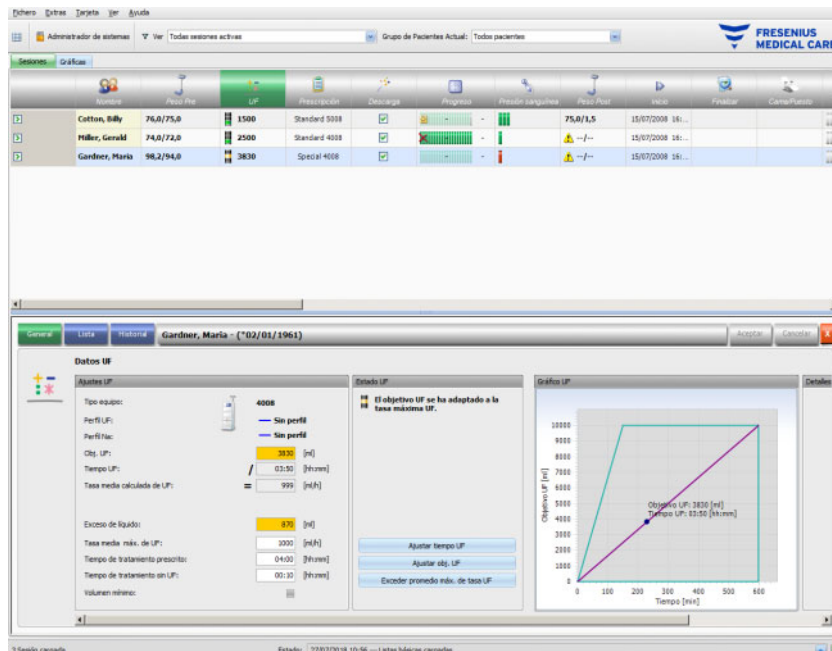 Fichero Extras Tarjeta Ver Ayuda
Administrador de sistemas Ver Todas sesiones activas Grupo de Pacientes Actual: Todos pacientes
FRESENIUS
MEDICAL CARE
Sesiones Gráficas
Nombre Peso Pre UF Prescripción Descarga Progreso Presión sanguínea Peso Post Inicio Finalizar Cama/Puesto
Cotton, Billy 76,0/75,0 1500 Standard 5008 - - 75,0/1,5 15/07/2008 16:...
Miller, Gerald 74,0/72,0 2500 Standard 4008 - - --/-- 15/07/2008 16:...
Gardner, Maria 98,2/94,0 3830 Special 4008 - - --/-- 15/07/2008 16:...
General Lista Historial Gardner, Maria - (*02/01/1961) Aceptar Cancelar X
Datos UF
Ajustes UF
Tipo equipo: 4008
Perfil UF: Sin perfil
Perfil Na: Sin perfil
Obj. UF: 3830 [ml]
Tiempo UF: / 03:50 [hh:mm]
Tasa media calculada de UF: = 999 [ml/h]
Exceso de líquido: 870 [ml]
Tasa media máx. de UF: 1000 [ml/h]
Tiempo de tratamiento prescrito: 04:00 [hh:mm]
Tiempo de tratamiento sin UF: 00:10 [hh:mm]
Volumen mínimo:
Estado UF
El objetivo UF se ha adaptado a la
tasa máxima UF.
Ajustar tiempo UF
Ajustar obj. UF
Exceder promedio máx. de tasa UF
Gráfico UF
Objetivo UF [ml]
10000
9000
8000
7000
6000
5000
4000
3000
2000
1000
0
Objetivo UF: 3830 [ml]
Tiempo UF: 03:50 [hh:mm]
0 100 200 300 400 500 600
Tiempo [min]
Detalles
Estado: 10:56 --- Listas básicas cargadas